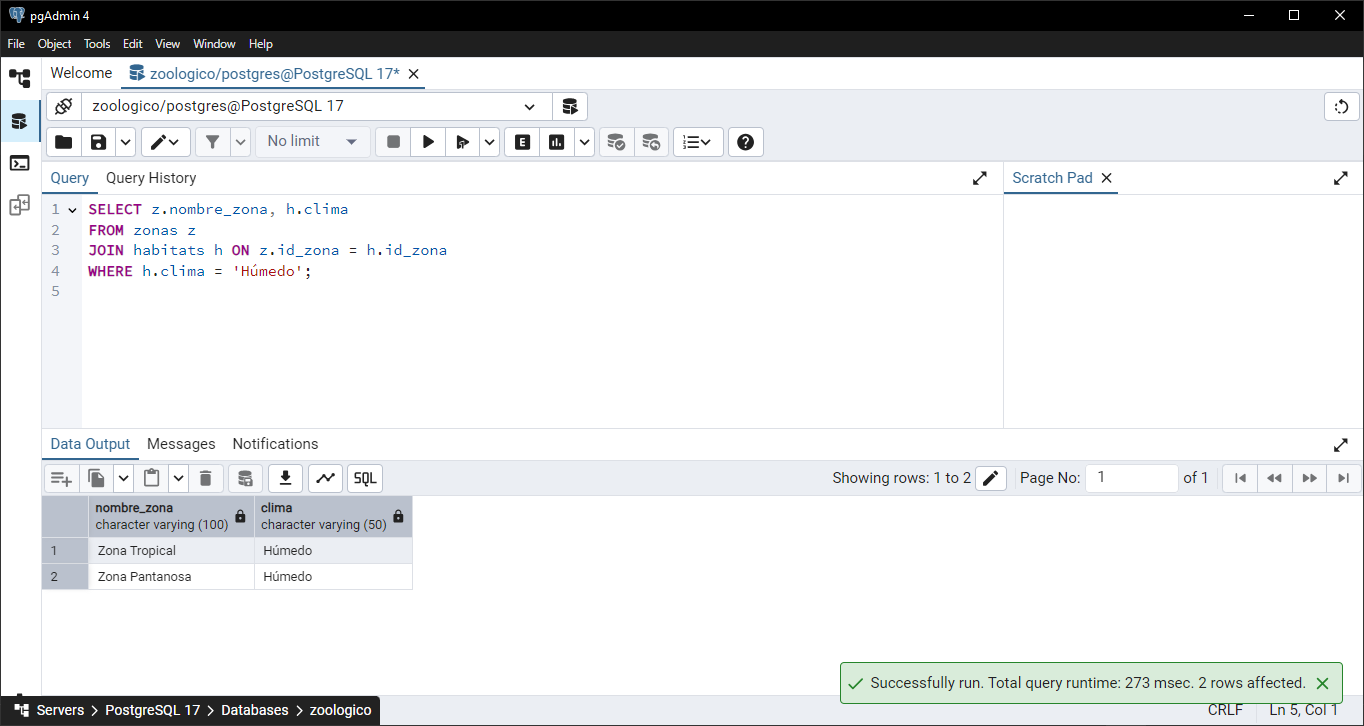 pgAdmin 4
File Object Tools Edit View Window Help
Welcome zoologico/postgres@PostgreSQL 17*
zoologico/postgres@PostgreSQL 17
No limit E
Query Query History Scratch Pad
1 SELECT z.nombre_zona, h.clima
2 FROM zonas z
3 JOIN habitats h ON z.id_zona = h.id_zona
4 WHERE h.clima = 'Húmedo';
5
Data Output Messages Notifications
SQL Showing rows: 1 to 2 Page No: 1 of 1
nombre_zona clima
character varying (100) character varying (50)
1 Zona Tropical Húmedo
2 Zona Pantanosa Húmedo
Successfully run. Total query runtime: 273 msec. 2 rows affected.
Servers > PostgreSQL 17 > Databases > zoologico CRLF Ln 5, Col 1